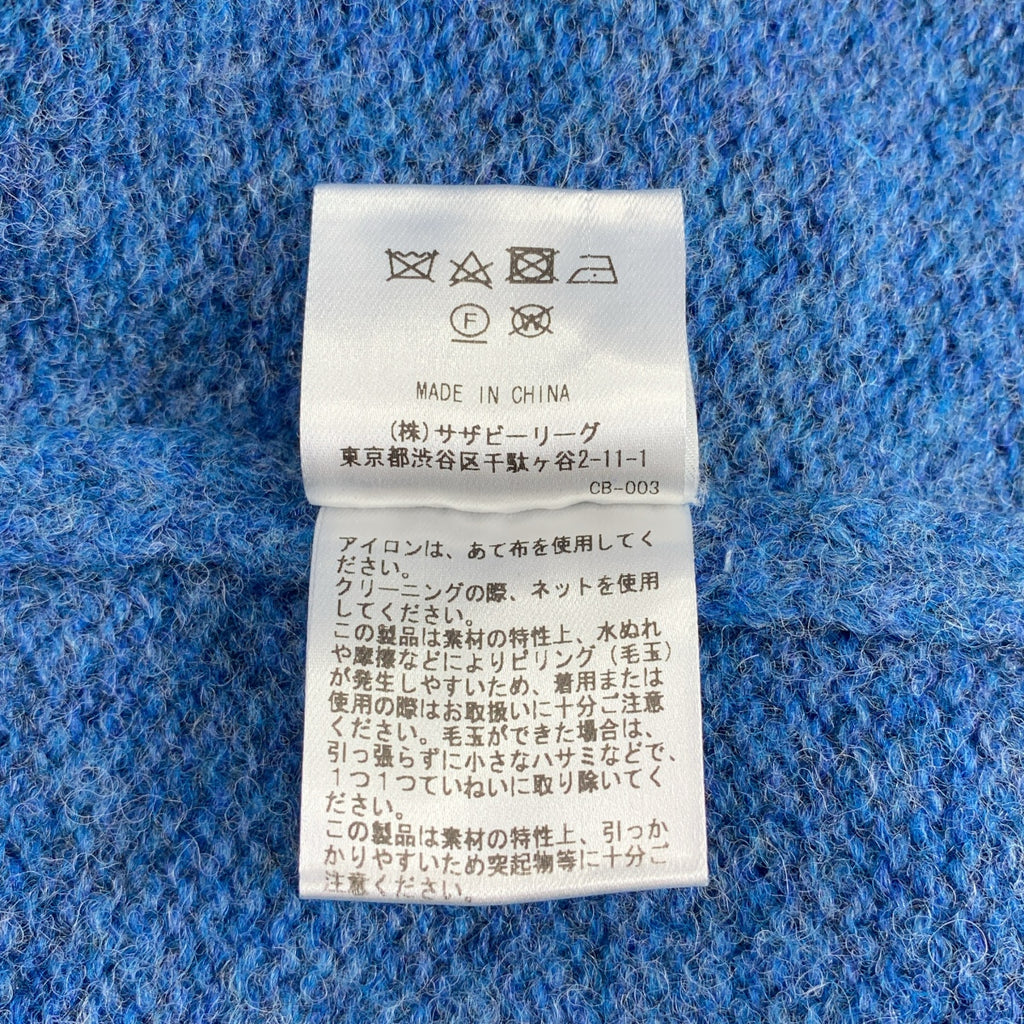 F
W
MADE IN CHINA
(株)サザビーリーグ
東京都渋谷区千駄ヶ谷2-11-1
CB-003
アイロンは、あて布を使用してく
ださい。
クリーニングの際、ネットを使用
してください。
この製品は素材の特性上、水ぬれ
や摩擦などによりピリング(毛玉)
が発生しやすいため、着用または
使用の際はお取扱いに十分ご注意
ください。毛玉ができた場合は、
引っ張らずに小さなハサミなどで、
1つ1つていねいに取り除いてく
ださい。
この製品は素材の特性上、引っか
かりやすいため突起物等に十分ご
注意ください。